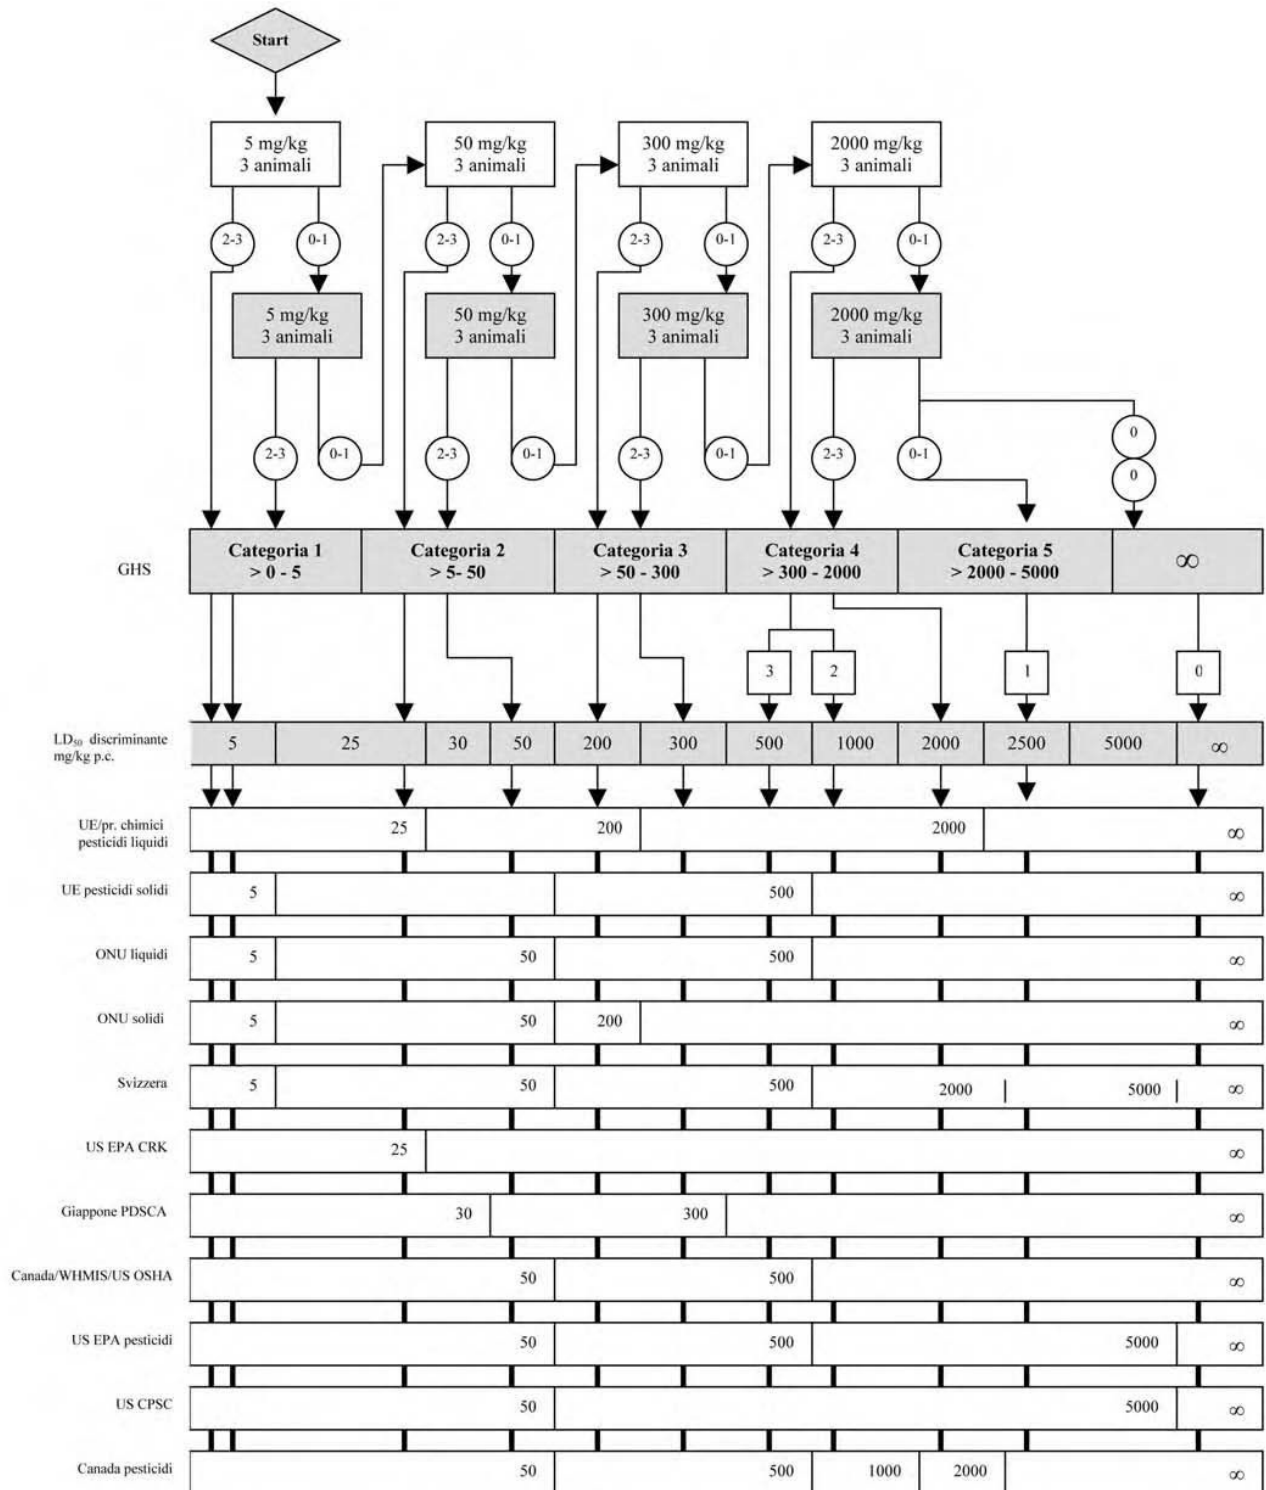 Start
5 mg/kg
3 animali
50 mg/kg
3 animali
300 mg/kg
3 animali
2000 mg/kg
3 animali
2-3
0-1
2-3
0-1
2-3
0-1
2-3
0-1
5 mg/kg
3 animali
50 mg/kg
3 animali
300 mg/kg
3 animali
2000 mg/kg
3 animali
2-3
0-1
2-3
0-1
2-3
0-1
2-3
0-1
0
0
GHS
Categoria 1
> 0 - 5
Categoria 2
> 5- 50
Categoria 3
> 50 - 300
Categoria 4
> 300 - 2000
Categoria 5
> 2000 - 5000
∞
3
2
1
0
LD₅₀ discriminante
mg/kg p.c.
5 25 30 50 200 300 500 1000 2000 2500 5000 ∞
UE/pr. chimici
pesticidi liquidi
25 200 2000 ∞
UE pesticidi solidi 5 500 ∞
ONU liquidi 5 50 500 ∞
ONU solidi 5 50 200 ∞
Svizzera 5 50 500 2000 5000 ∞
US EPA CRK 25 ∞
Giappone PDSCA 30 300 ∞
Canada/WHMIS/US OSHA 50 500 ∞
US EPA pesticidi 50 500 5000 ∞
US CPSC 50 5000 ∞
Canada pesticidi 50 500 1000 2000 ∞